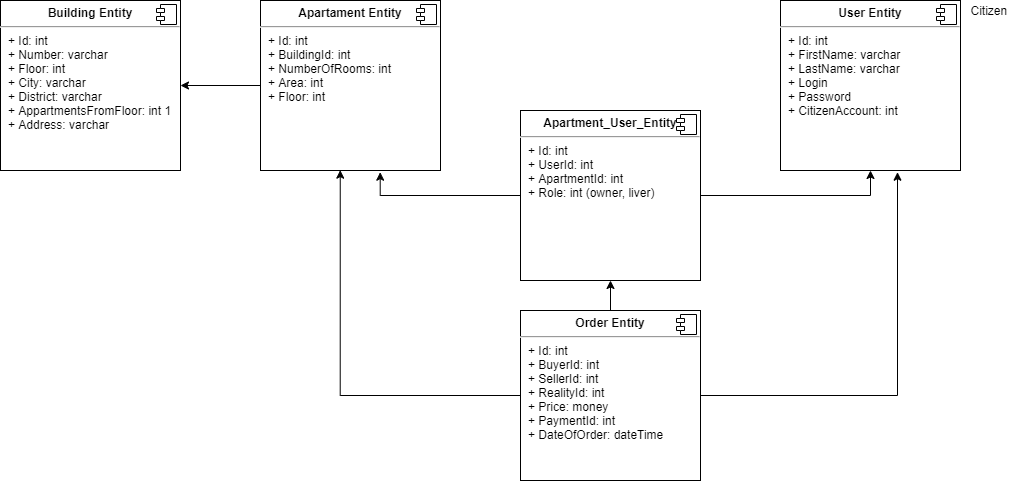 Building Entity
+ Id: int
+ Number: varchar
+ Floor: int
+ City: varchar
+ District: varchar
+ AppartmentsFromFloor: int 1
+ Address: varchar
Apartament Entity
+ Id: int
+ BuildingId: int
+ NumberOfRooms: int
+ Area: int
+ Floor: int
User Entity
Citizen
+ Id: int
+ FirstName: varchar
+ LastName: varchar
+ Login
+ Password
+ CitizenAccount: int
Apartment_User_Entity
+ Id: int
+ UserId: int
+ ApartmentId: int
+ Role: int (owner, liver)
Order Entity
+ Id: int
+ BuyerId: int
+ SellerId: int
+ RealityId: int
+ Price: money
+ PaymentId: int
+ DateOfOrder: dateTime